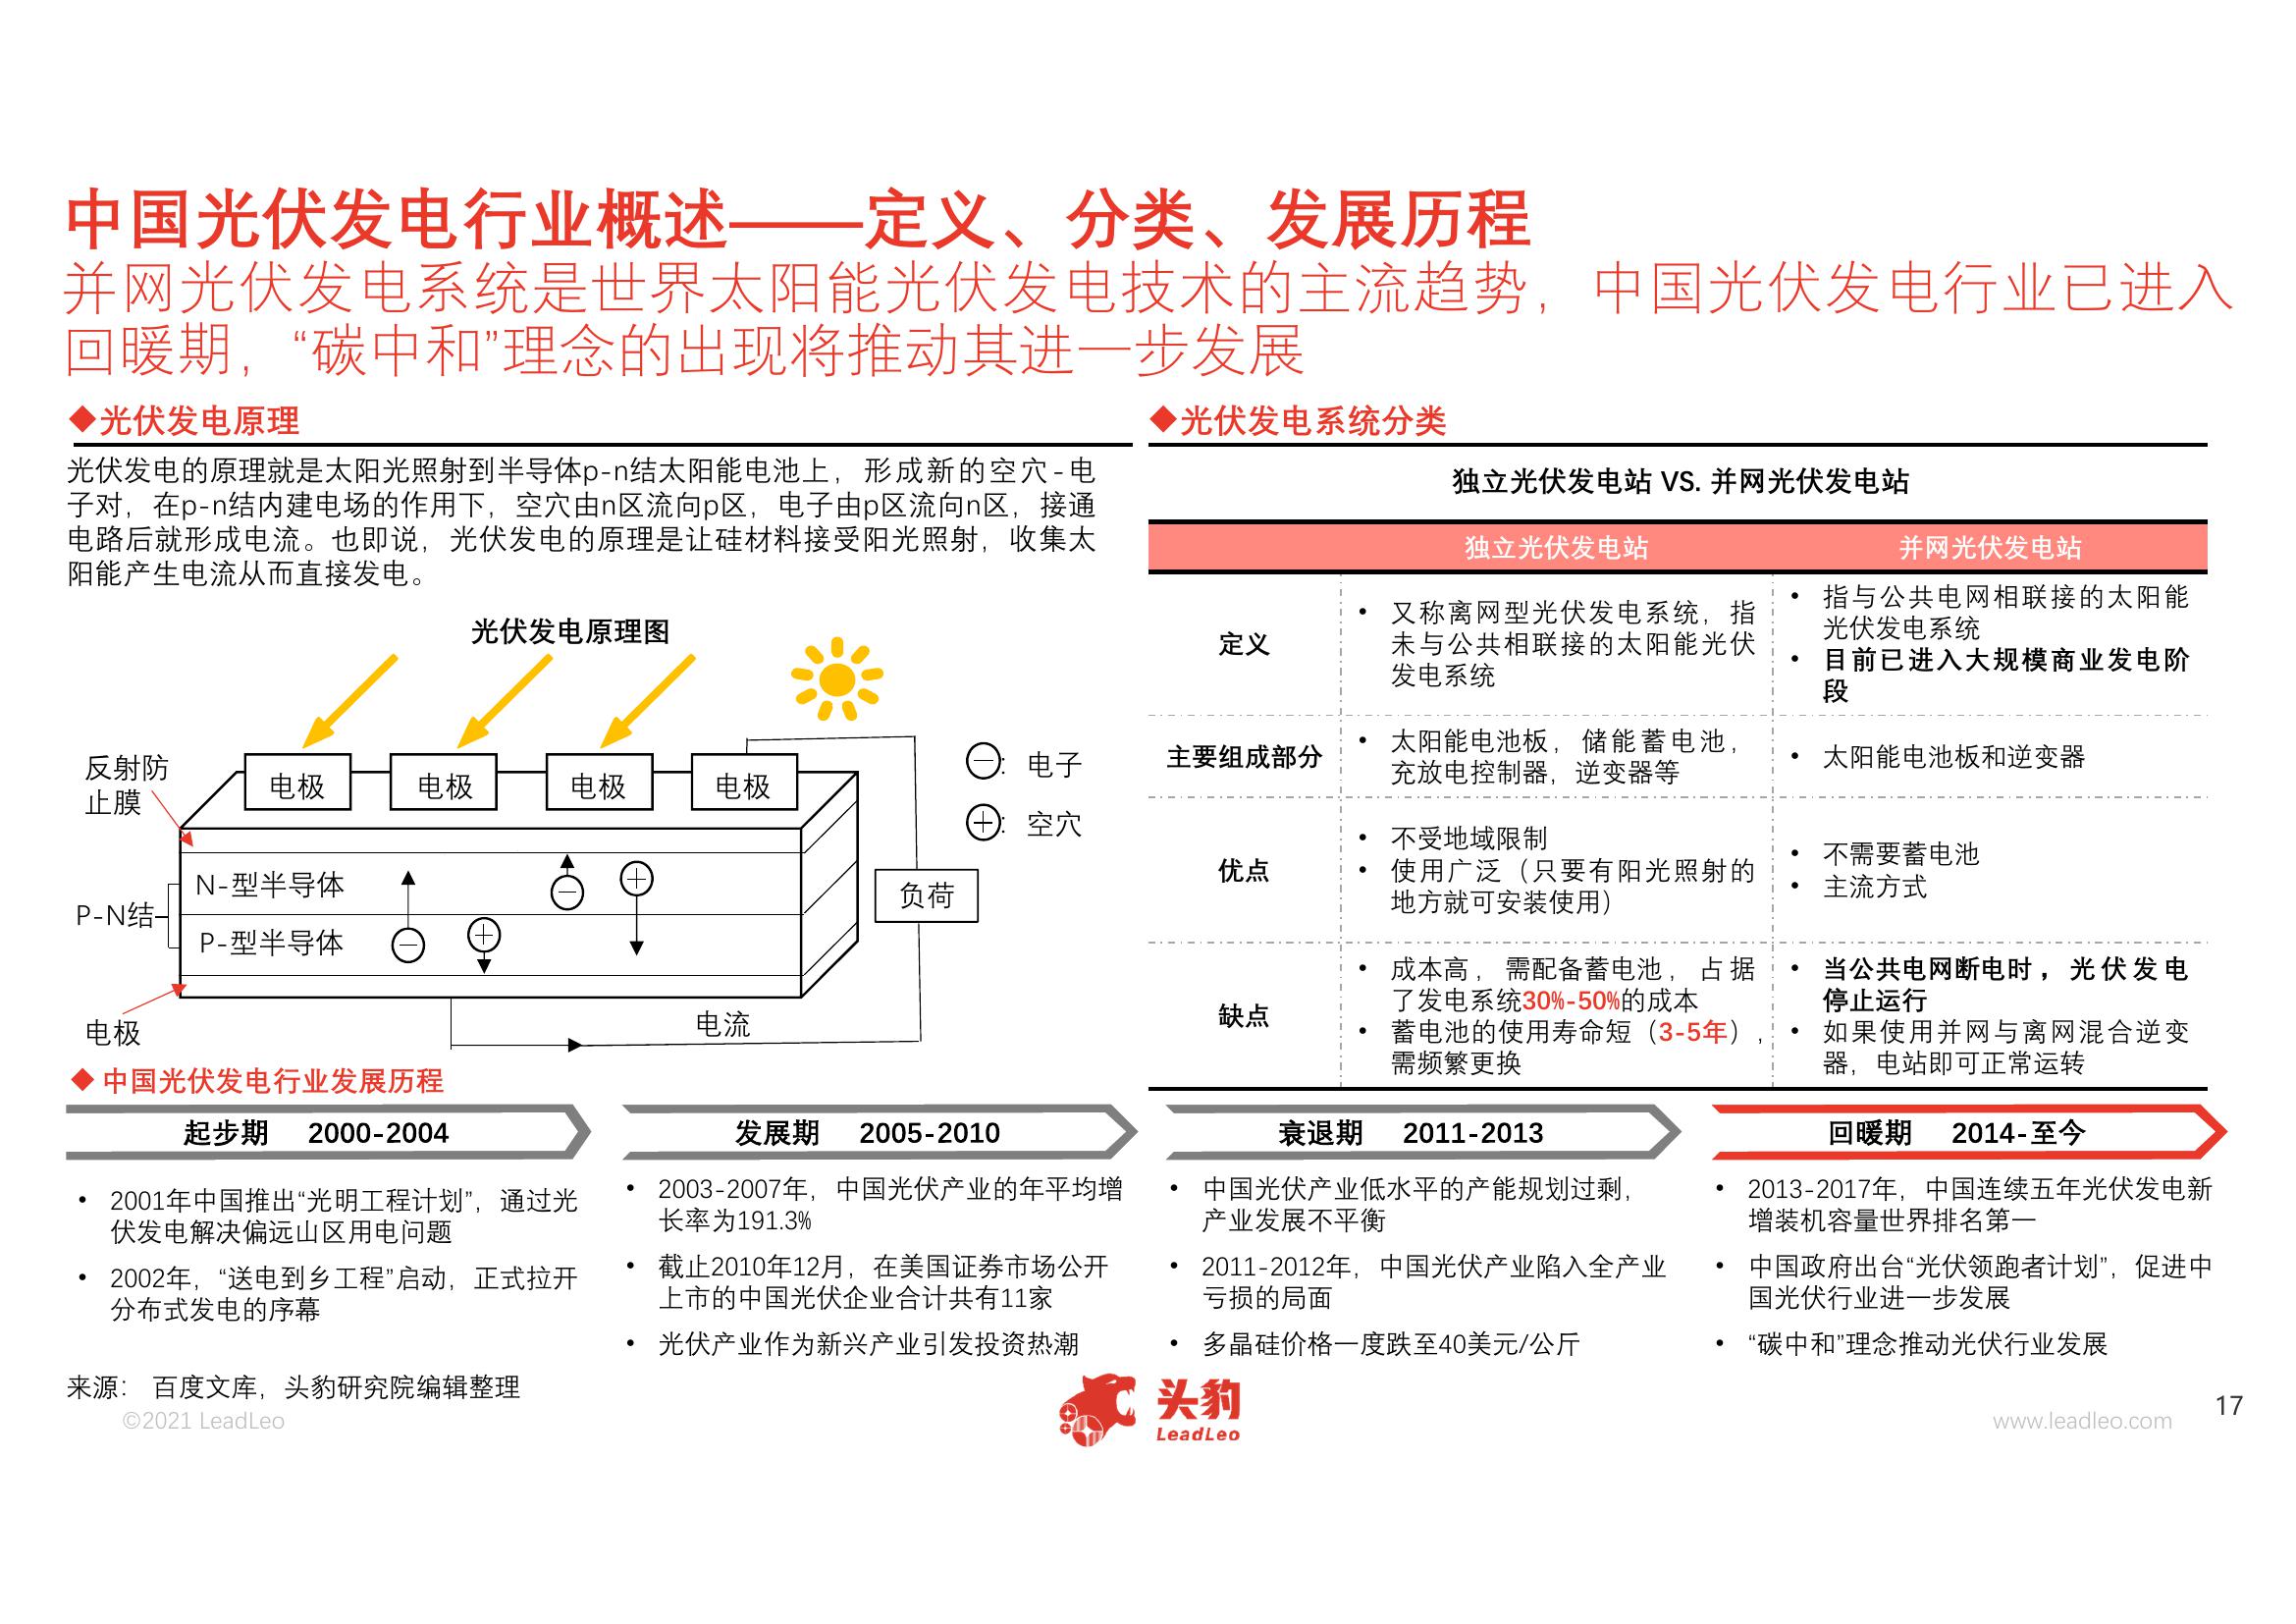 中国光伏发电行业概述——定义、分类、发展历程
并网光伏发电系统是世界太阳能光伏发电技术的主流趋势，中国光伏发电行业已进入
回暖期，“碳中和”理念的出现将推动其进一步发展
◆光伏发电原理
光伏发电的原理就是太阳光照射到半导体p-n结太阳能电池上，形成新的空穴-电
子对，在p-n结内建电场的作用下，空穴由n区流向p区，电子由p区流向n区，接通
电路后就形成电流。也即说，光伏发电的原理是让硅材料接受阳光照射，收集太
阳能产生电流从而直接发电。
光伏发电原理图
反射防
止膜
电极
电极
电极
电极
－：电子
＋：空穴
N-型半导体
P-N结
P-型半导体
负荷
电极
电流
◆光伏发电系统分类
独立光伏发电站 VS. 并网光伏发电站
独立光伏发电站
并网光伏发电站
定义
• 又称离网型光伏发电系统，指
未与公共相联接的太阳能光伏
发电系统
• 指与公共电网相联接的太阳能
光伏发电系统
• 目前已进入大规模商业发电阶
段
主要组成部分
• 太阳能电池板，储能蓄电池，
充放电控制器，逆变器等
• 太阳能电池板和逆变器
优点
• 不受地域限制
• 使用广泛（只要有阳光照射的
地方就可安装使用）
• 不需要蓄电池
• 主流方式
缺点
• 成本高，需配备蓄电池，占据
了发电系统30%-50%的成本
• 蓄电池的使用寿命短（3-5年），
需频繁更换
• 当公共电网断电时，光伏发电
停止运行
• 如果使用并网与离网混合逆变
器，电站即可正常运转
◆ 中国光伏发电行业发展历程
起步期 2000-2004
• 2001年中国推出“光明工程计划”，通过光
伏发电解决偏远山区用电问题
• 2002年，“送电到乡工程”启动，正式拉开
分布式发电的序幕
发展期 2005-2010
• 2003-2007年，中国光伏产业的年平均增
长率为191.3%
• 截止2010年12月，在美国证券市场公开
上市的中国光伏企业合计共有11家
• 光伏产业作为新兴产业引发投资热潮
衰退期 2011-2013
• 中国光伏产业低水平的产能规划过剩，
产业发展不平衡
• 2011-2012年，中国光伏产业陷入全产业
亏损的局面
• 多晶硅价格一度跌至40美元/公斤
回暖期 2014-至今
• 2013-2017年，中国连续五年光伏发电新
增装机容量世界排名第一
• 中国政府出台“光伏领跑者计划”，促进中
国光伏行业进一步发展
• “碳中和”理念推动光伏行业发展
来源：百度文库，头豹研究院编辑整理
©2021 LeadLeo
头豹
LeadLeo
www.leadleo.com
17